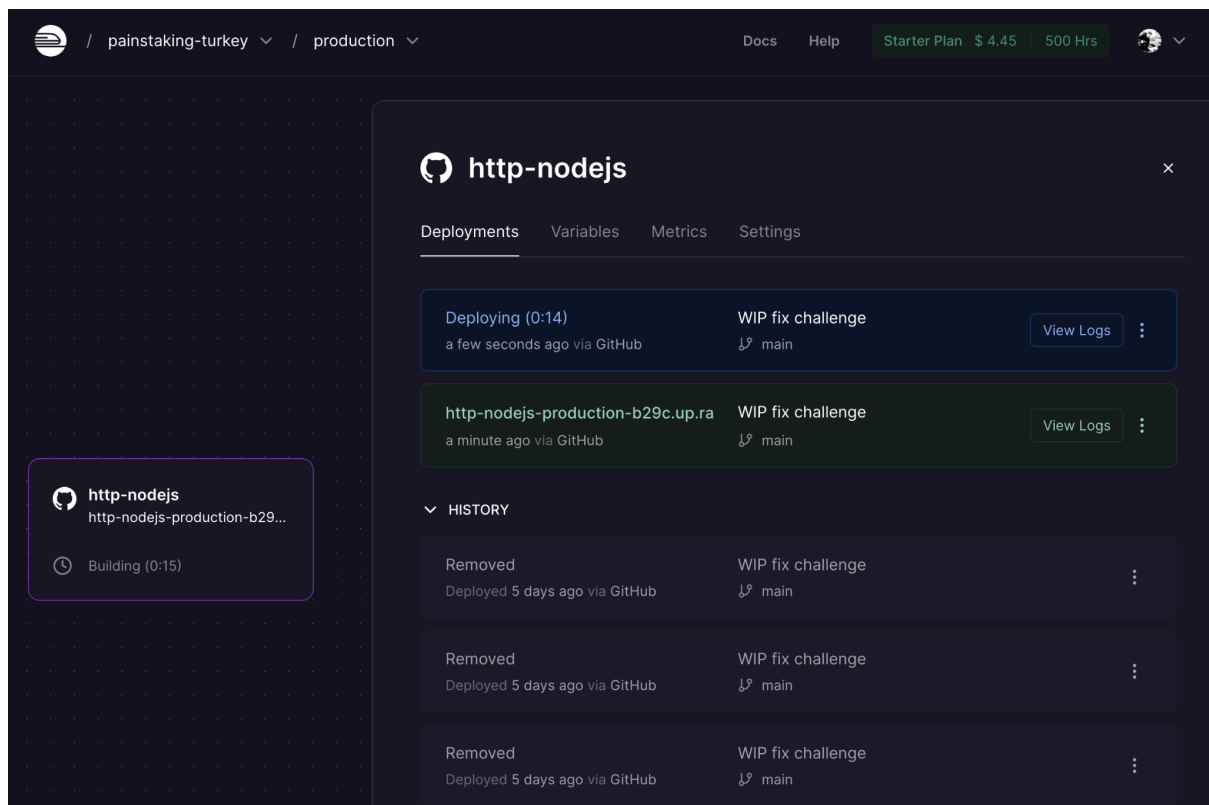 / painstaking-turkey / production
Docs Help Starter Plan $ 4.45 500 Hrs
http-nodejs
Deployments Variables Metrics Settings
Deploying (0:14)
a few seconds ago via GitHub
WIP fix challenge
main
View Logs
http-nodejs-production-b29c.up.ra
a minute ago via GitHub
WIP fix challenge
main
View Logs
http-nodejs
http-nodejs-production-b29...
Building (0:15)
HISTORY
Removed
Deployed 5 days ago via GitHub
WIP fix challenge
main
Removed
Deployed 5 days ago via GitHub
WIP fix challenge
main
Removed
Deployed 5 days ago via GitHub
WIP fix challenge
main